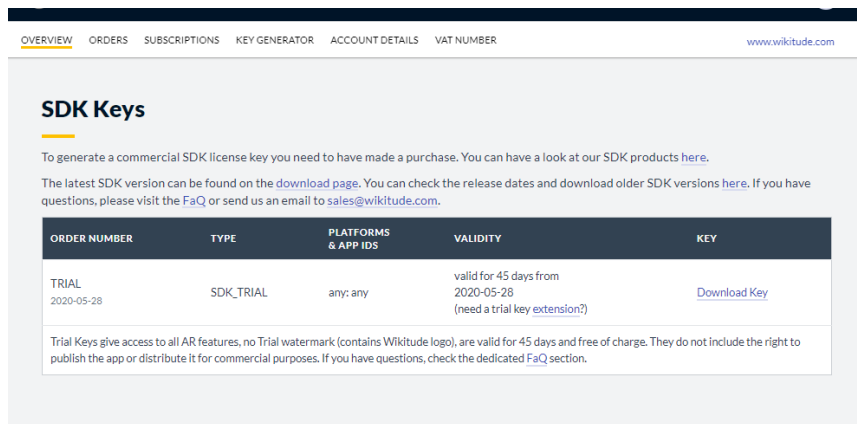 OVERVIEW ORDERS SUBSCRIPTIONS KEY GENERATOR ACCOUNT DETAILS VAT NUMBER www.wikitude.com
SDK Keys
To generate a commercial SDK license key you need to have made a purchase. You can have a look at our SDK products here.
The latest SDK version can be found on the download page. You can check the release dates and download older SDK versions here. If you have
questions, please visit the FaQ or send us an email to sales@wikitude.com.
ORDER NUMBER TYPE PLATFORMS & APP IDS VALIDITY KEY
TRIAL
2020-05-28
SDK_TRIAL
any: any
valid for 45 days from
2020-05-28
(need a trial key extension?)
Download Key
Trial Keys give access to all AR features, no Trial watermark (contains Wikitude logo), are valid for 45 days and free of charge. They do not include the right to
publish the app or distribute it for commercial purposes. If you have questions, check the dedicated FaQ section.